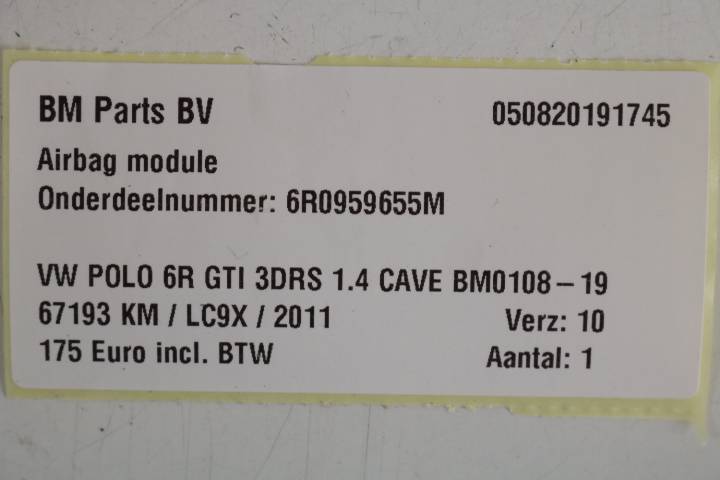 BM Parts BV 050820191745
Airbag module
Onderdeelnummer: 6R0959655M
VW POLO 6R GTI 3DRS 1.4 CAVE BM0108-19
67193 KM / LC9X / 2011 Verz: 10
175 Euro incl. BTW Aantal: 1